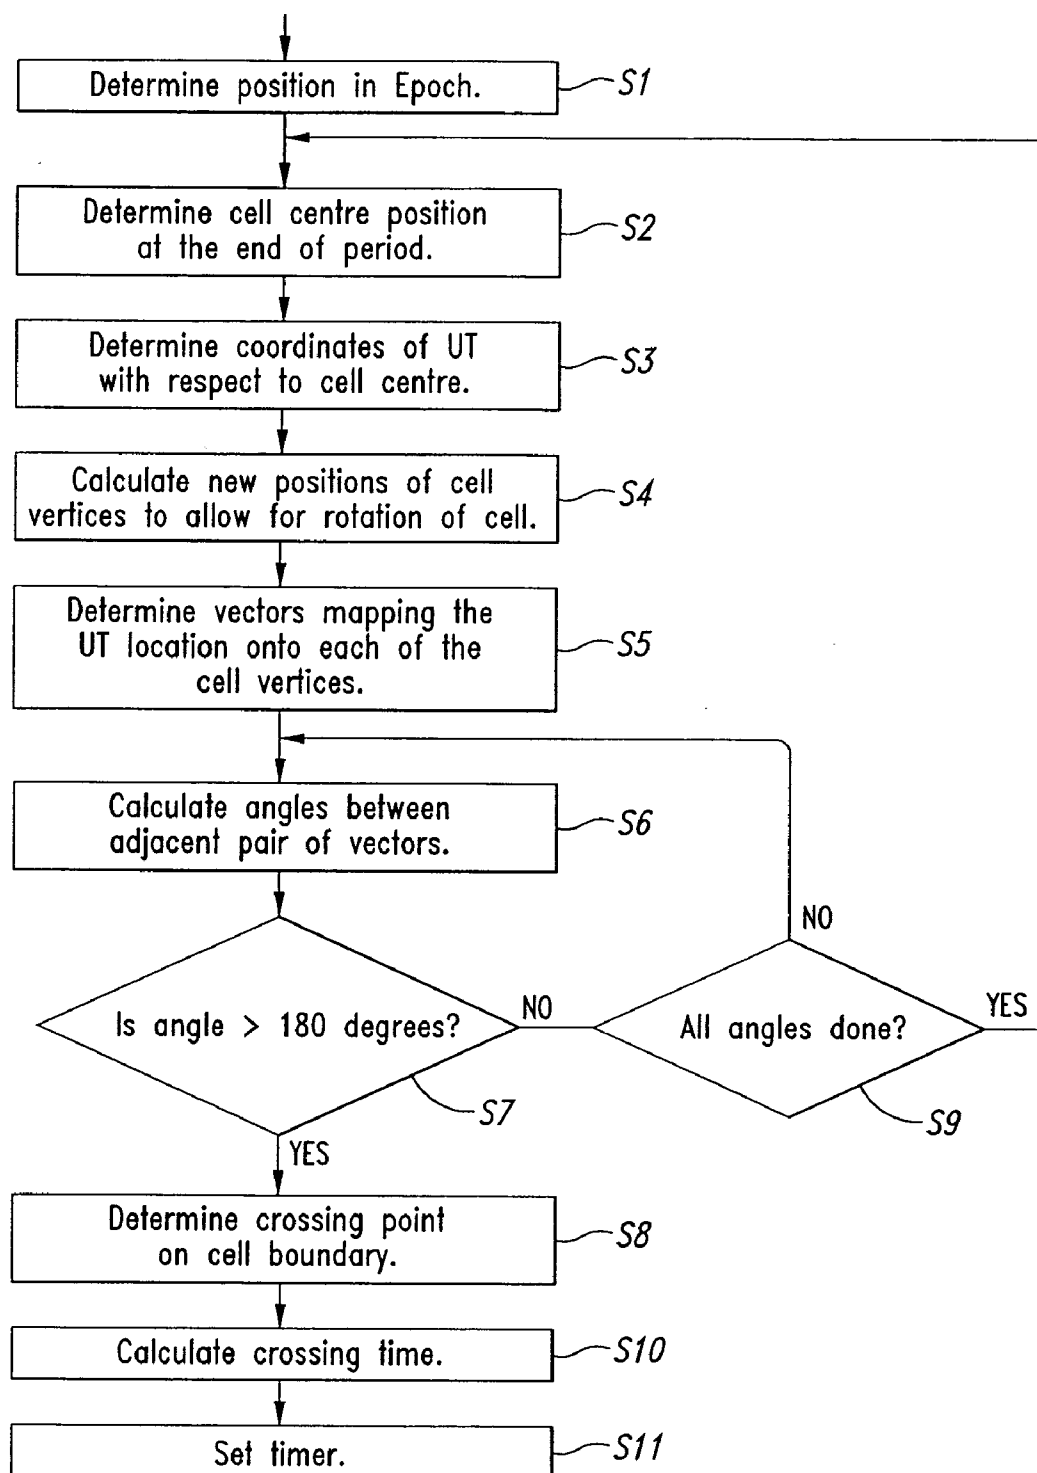 Determine position in Epoch.
S1
Determine cell centre position
at the end of period.
S2
Determine coordinates of UT
with respect to cell centre.
S3
Calculate new positions of cell
vertices to allow for rotation of cell.
S4
Determine vectors mapping the
UT location onto each of the
cell vertices.
S5
Calculate angles between
adjacent pair of vectors.
S6
Is angle > 180 degrees?
NO
S7
YES
All angles done?
NO
YES
S9
Determine crossing point
on cell boundary.
S8
Calculate crossing time.
S10
Set timer.
S11